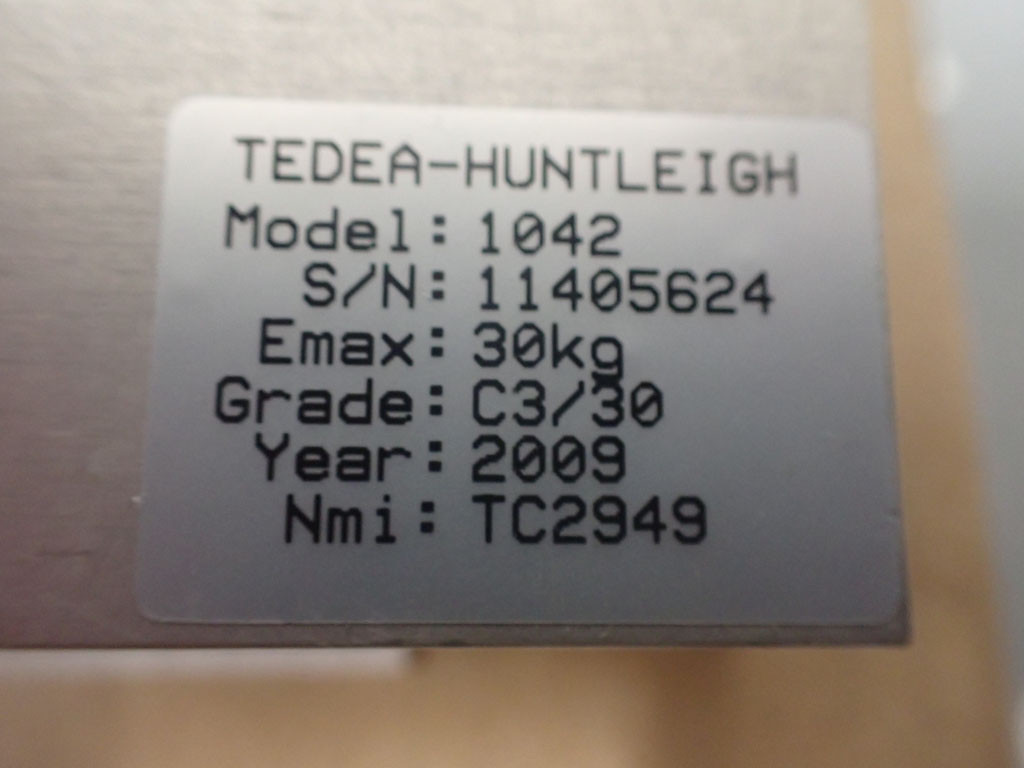 TEDEA-HUNTLEIGH
Model: 1042
S/N: 11405624
Emax: 30kg
Grade: C3/30
Year: 2009
Nmi: TC2949